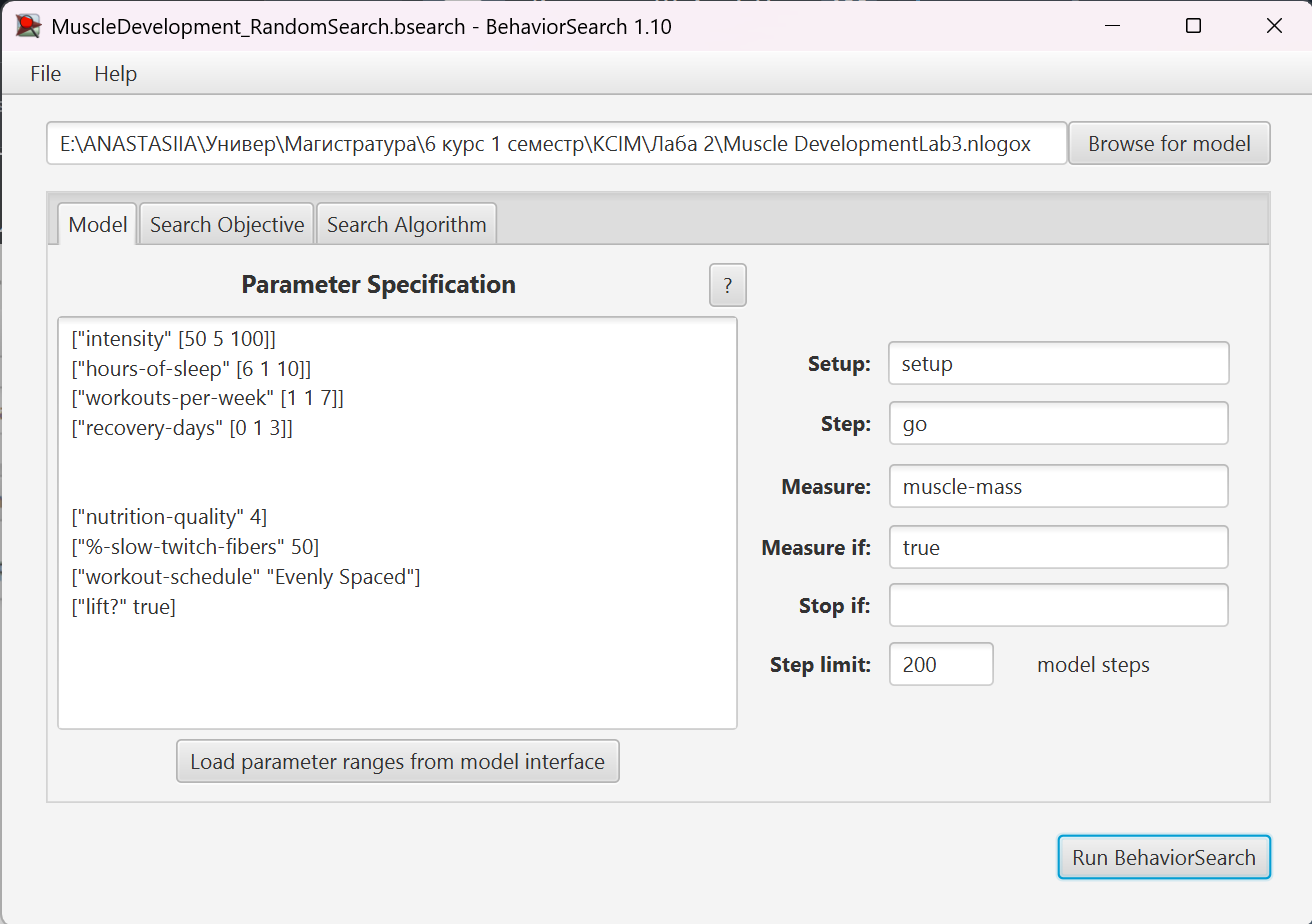 MuscleDevelopment_RandomSearch.bsearch - BehaviorSearch 1.10
File Help
E:\ANASTASIIA\Универ\Магистратура\6 курс 1 семестр\KCIM\Лаба 2\Muscle DevelopmentLab3.nlogox Browse for model
Model Search Objective Search Algorithm
Parameter Specification ?
["intensity" [50 5 100]]
["hours-of-sleep" [6 1 10]]
["workouts-per-week" [1 1 7]]
["recovery-days" [0 1 3]]
["nutrition-quality" 4]
["%-slow-twitch-fibers" 50]
["workout-schedule" "Evenly Spaced"]
["lift?" true]
Load parameter ranges from model interface
Setup: setup
Step: go
Measure: muscle-mass
Measure if: true
Stop if:
Step limit: 200 model steps
Run BehaviorSearch